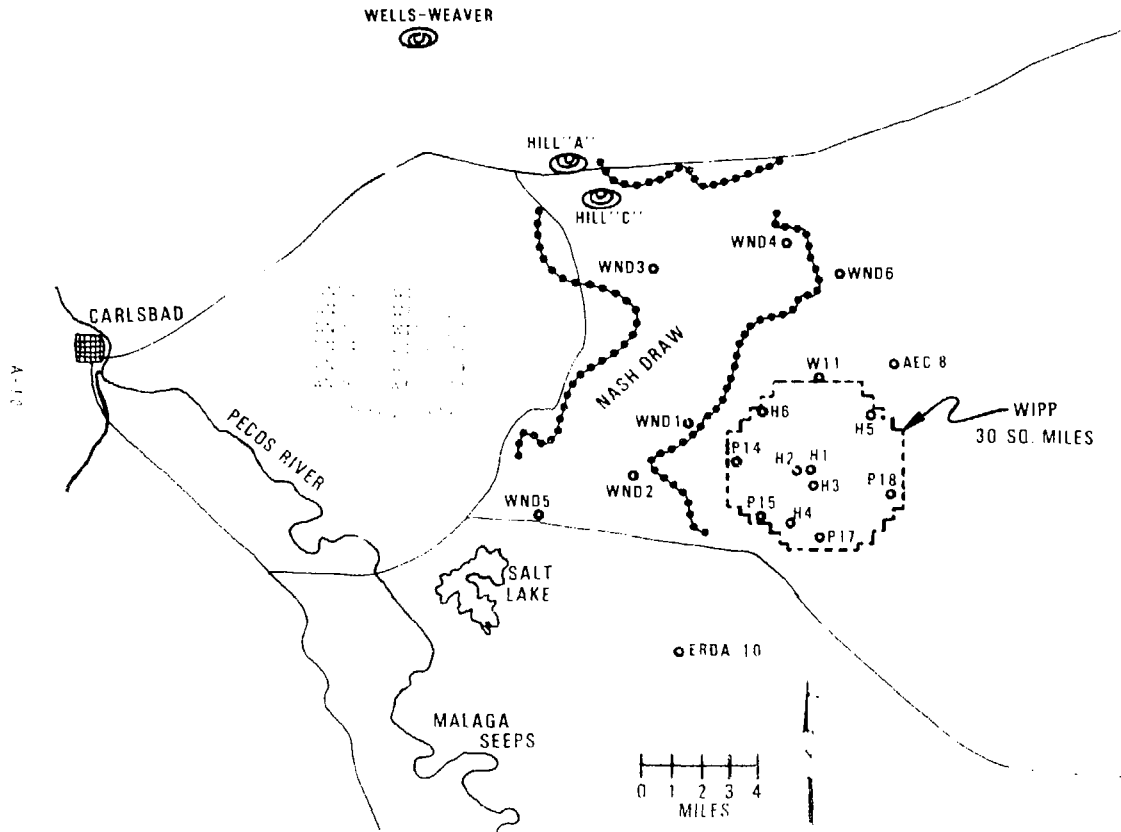 WELLS-WEAVER
HILL "A"
HILL "C"
WND4
WND3
WND6
CARLSBAD
NASH DRAW
W11
AEC 8
H6
H5
WIPP
30 SQ. MILES
WND1
PECOS RIVER
P14
H2
H1
H3
P18
WND2
WND5
P15
H4
P17
SALT
LAKE
ERDA 10
MALAGA
SEEPS
0 1 2 3 4
MILES